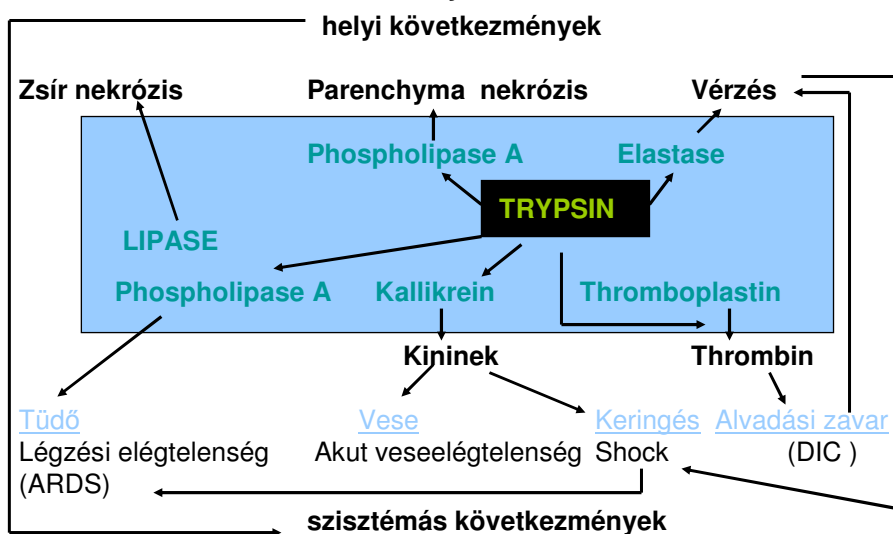 helyi következmények
Zsír nekrózis Parenchyma nekrózis Vérzés
Phospholipase A Elastase
TRYPSIN
LIPASE
Phospholipase A Kallikrein Thromboplastin
Kininek Thrombin
Tüdő Vese Keringés Alvadási zavar
Légzési elégtelenség Akut veseelégtelenség Shock (DIC )
(ARDS)
szisztémás következmények